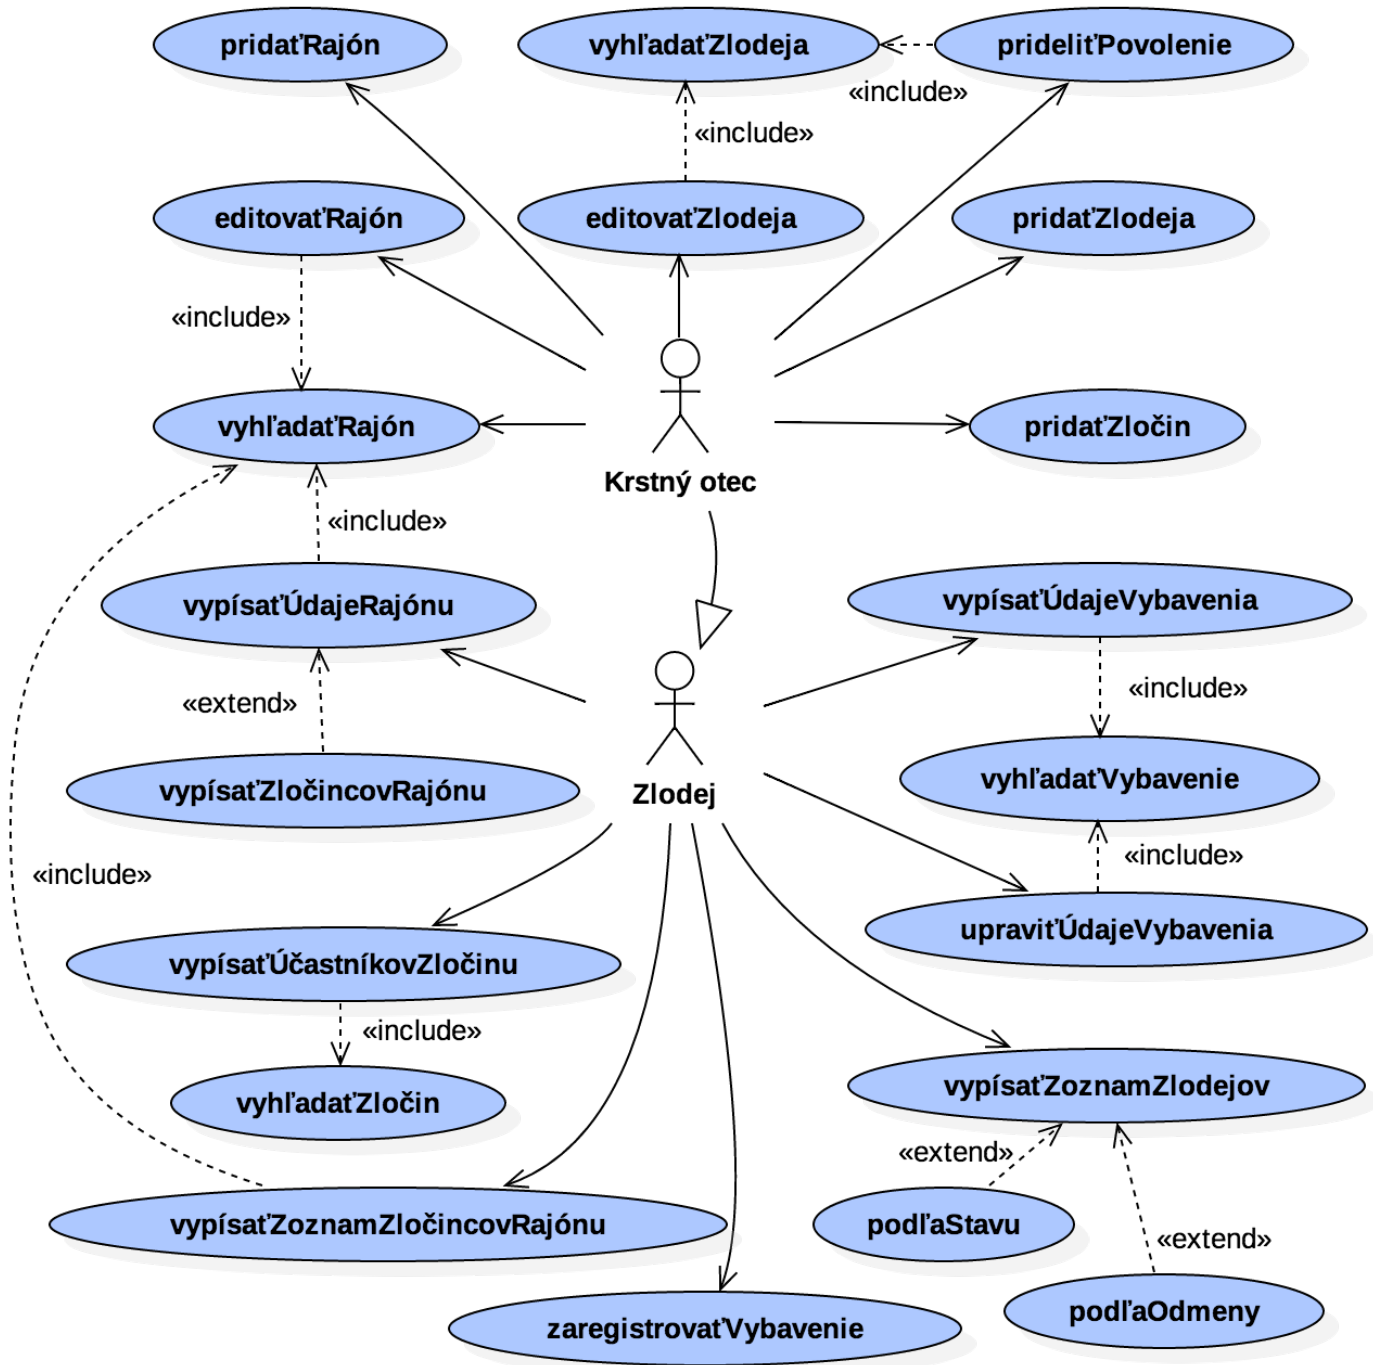 pridaťRajón
vyhľadaťZlodeja
prideliťPovolenie
«include»
«include»
editovaťRajón
editovaťZlodeja
pridaťZlodeja
«include»
vyhľadaťRajón
pridaťZločin
Krstný otec
«include»
vypísaťÚdajeRajónu
vypísaťÚdajeVybavenia
«extend»
«include»
vypísaťZločincovRajónu
Zlodej
vyhľadaťVybavenie
«include»
«include»
upraviťÚdajeVybavenia
vypísaťÚčastníkovZločinu
«include»
vyhľadaťZločin
vypísaťZoznamZlodejov
«extend»
vypísaťZoznamZločincovRajónu
podľaStavu
«extend»
zaregistrovaťVybavenie
podľaOdmeny